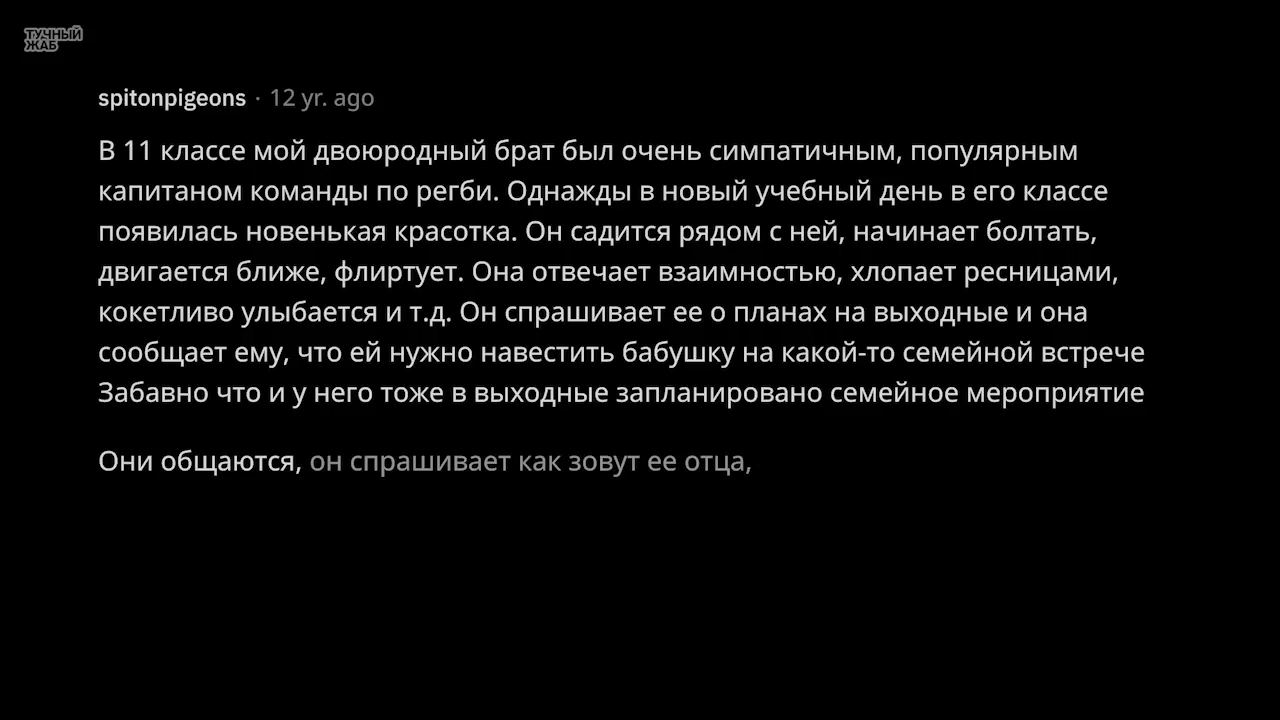 ТУЧНЫЙ
ЖАБ
spitonpigeons · 12 yr. ago
В 11 классе мой двоюродный брат был очень симпатичным, популярным
капитаном команды по регби. Однажды в новый учебный день в его классе
появилась новенькая красотка. Он садится рядом с ней, начинает болтать,
двигается ближе, флиртует. Она отвечает взаимностью, хлопает ресницами,
кокетливо улыбается и т.д. Он спрашивает ее о планах на выходные и она
сообщает ему, что ей нужно навестить бабушку на какой-то семейной встрече
Забавно что и у него тоже в выходные запланировано семейное мероприятие
Они общаются, он спрашивает как зовут ее отца,